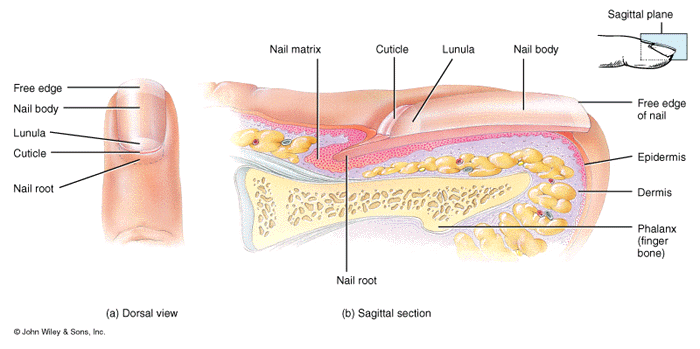 Sagittal plane
Nail matrix
Cuticle
Lunula
Nail body
Free edge
Nail body
Lunula
Cuticle
Nail root
Free edge
of nail
Epidermis
Dermis
Phalanx
(finger
bone)
Nail root
(a) Dorsal view
(b) Sagittal section
© John Wiley & Sons, Inc.